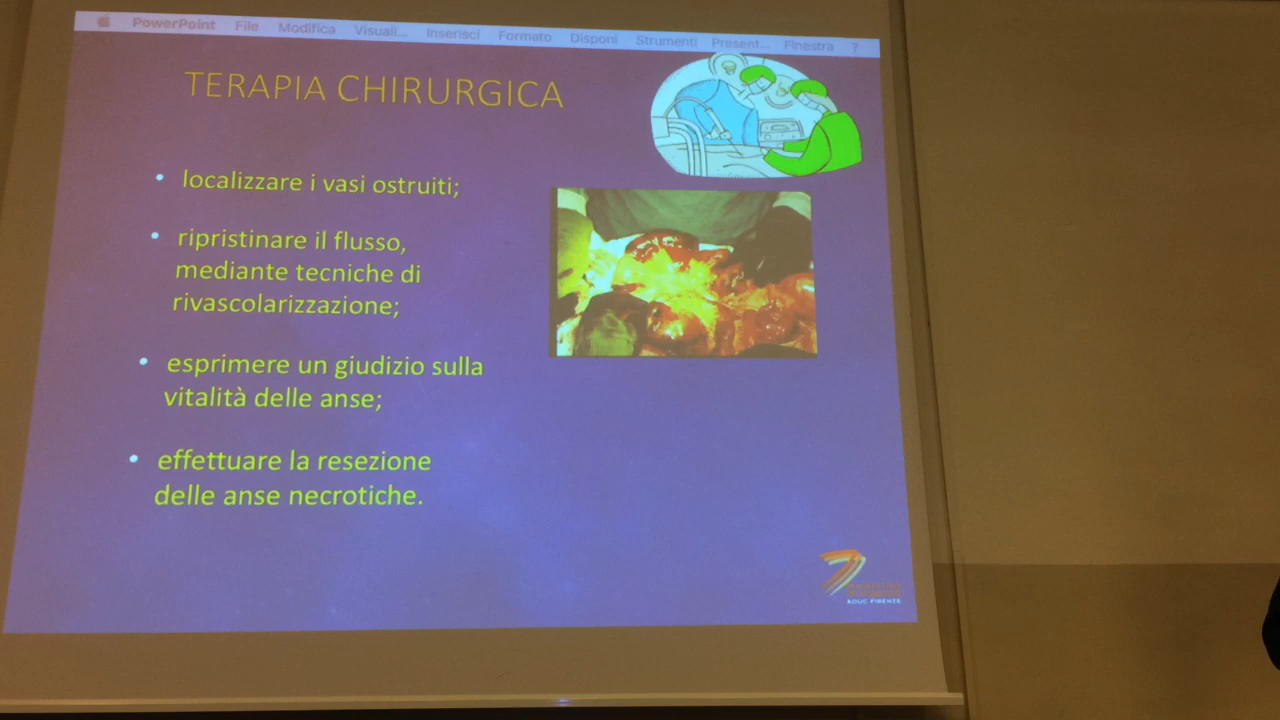 PowerPoint File Modifica Visuali... Inserisci Formato Disponi Strumenti Present... Finestra ?
TERAPIA CHIRURGICA
• localizzare i vasi ostruiti;
• ripristinare il flusso,
mediante tecniche di
rivascolarizzazione;
• esprimere un giudizio sulla
vitalità delle anse;
• effettuare la resezione
delle anse necrotiche.
AOUC FIRENZE